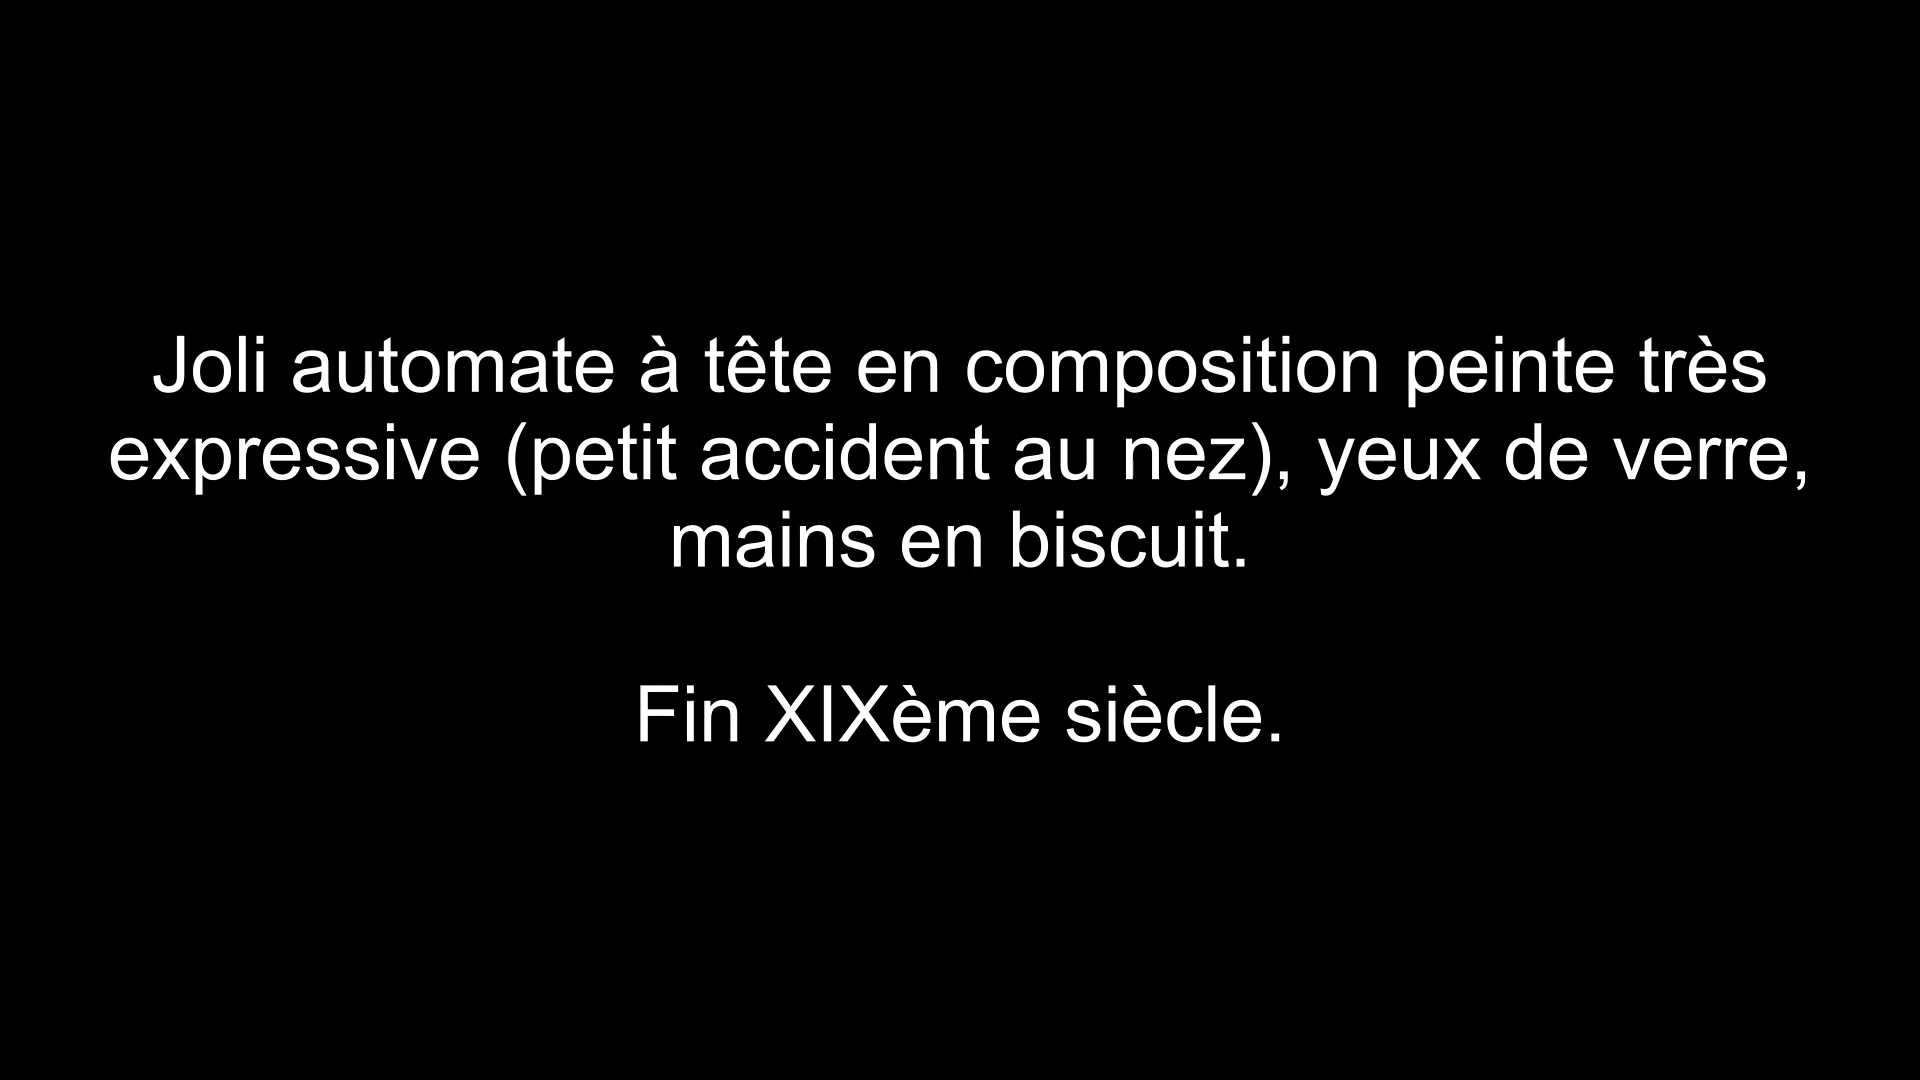 Joli automate à tête en composition peinte très
expressive (petit accident au nez), yeux de verre,
mains en biscuit.
Fin XIXème siècle.